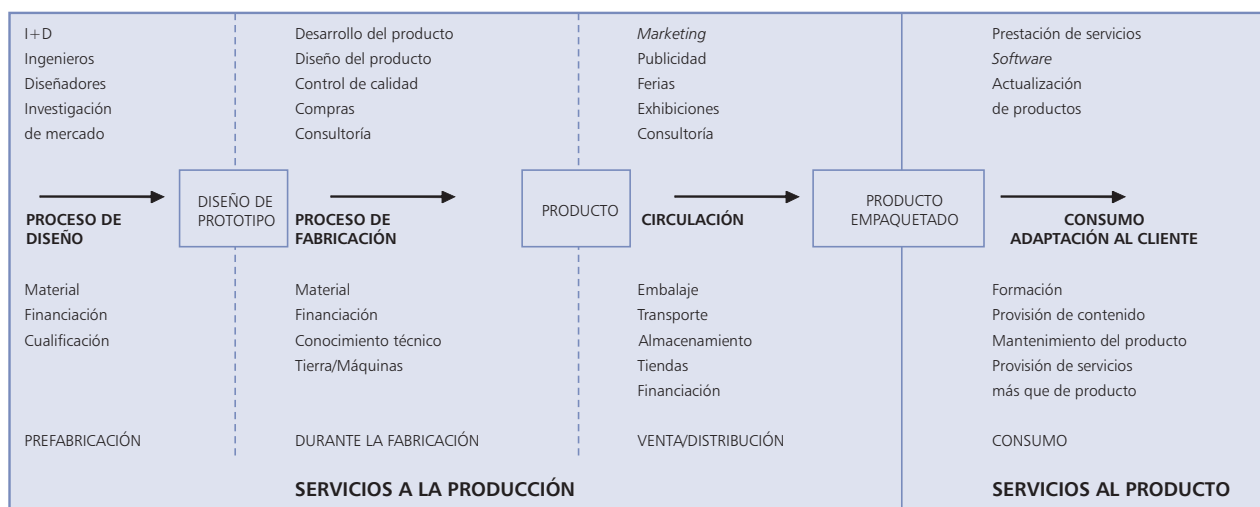 I+D
Ingenieros
Diseñadores
Investigación
de mercado
Desarrollo del producto
Diseño del producto
Control de calidad
Compras
Consultoría
Marketing
Publicidad
Ferias
Exhibiciones
Consultoría
Prestación de servicios
Software
Actualización
de productos
PROCESO DE
DISEÑO
DISEÑO DE
PROTOTIPO
PROCESO DE
FABRICACIÓN
PRODUCTO
CIRCULACIÓN
PRODUCTO
EMPAQUETADO
CONSUMO
ADAPTACIÓN AL CLIENTE
Material
Financiación
Cualificación
Material
Financiación
Conocimiento técnico
Tierra/Máquinas
Embalaje
Transporte
Almacenamiento
Tiendas
Financiación
Formación
Provisión de contenido
Mantenimiento del producto
Provisión de servicios
más que de producto
PREFABRICACIÓN
DURANTE LA FABRICACIÓN
VENTA/DISTRIBUCIÓN
CONSUMO
SERVICIOS A LA PRODUCCIÓN
SERVICIOS AL PRODUCTO